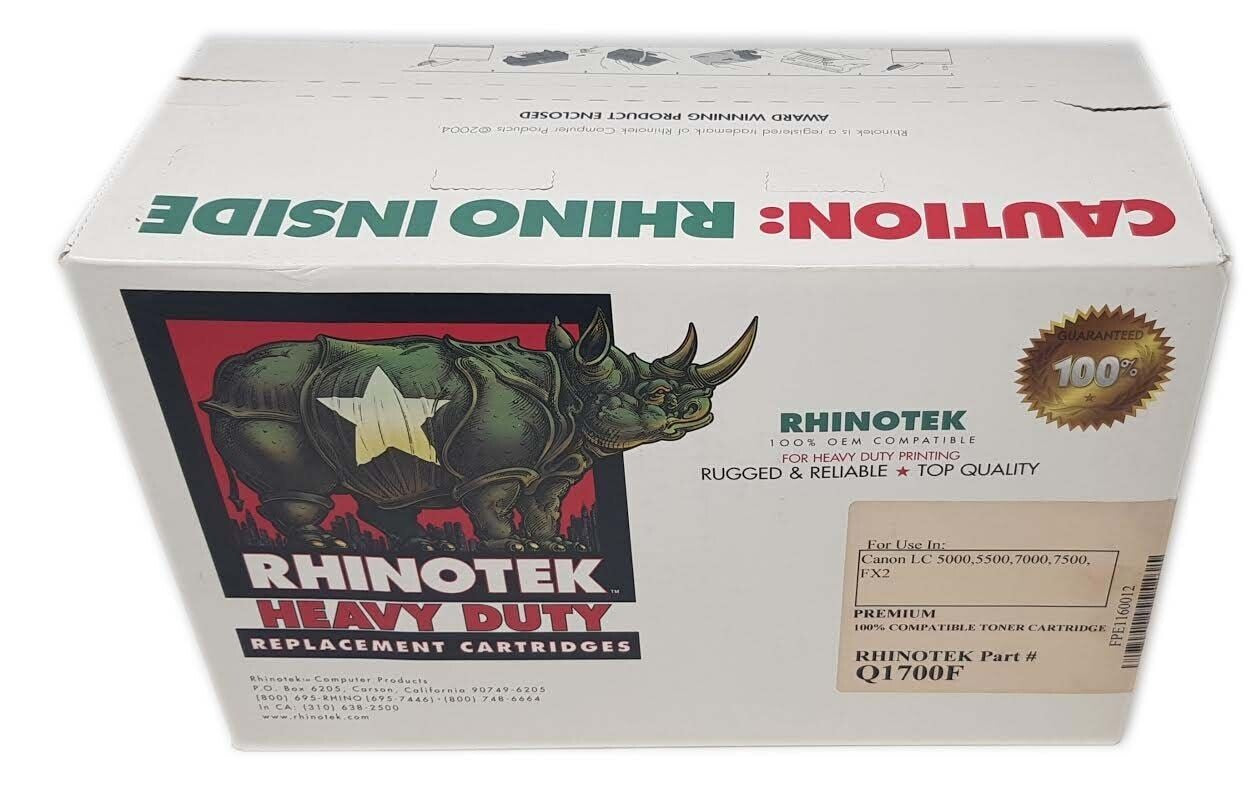 AWARD WINNING PRODUCT ENCLOSED
Rhinotek is a registered trademark of Rhinotek Computer Products ©2004.
CAUTION: RHINO INSIDE
GUARANTEED
100%
RHINOTEK
100% OEM COMPATIBLE
FOR HEAVY DUTY PRINTING
RUGGED & RELIABLE ★ TOP QUALITY
RHINOTEK™
HEAVY DUTY
REPLACEMENT CARTRIDGES
Rhinotek™ Computer Products
P.O. Box 6205, Carson, California 90749-6205
(800) 695-RHINO (695-7446) • (800) 748-6664
In CA: (310) 638-2500
www.rhinotek.com
For Use In:
Canon LC 5000,5500,7000,7500,
FX2
PREMIUM
100% COMPATIBLE TONER CARTRIDGE
RHINOTEK Part #
Q1700F
FPE1160012